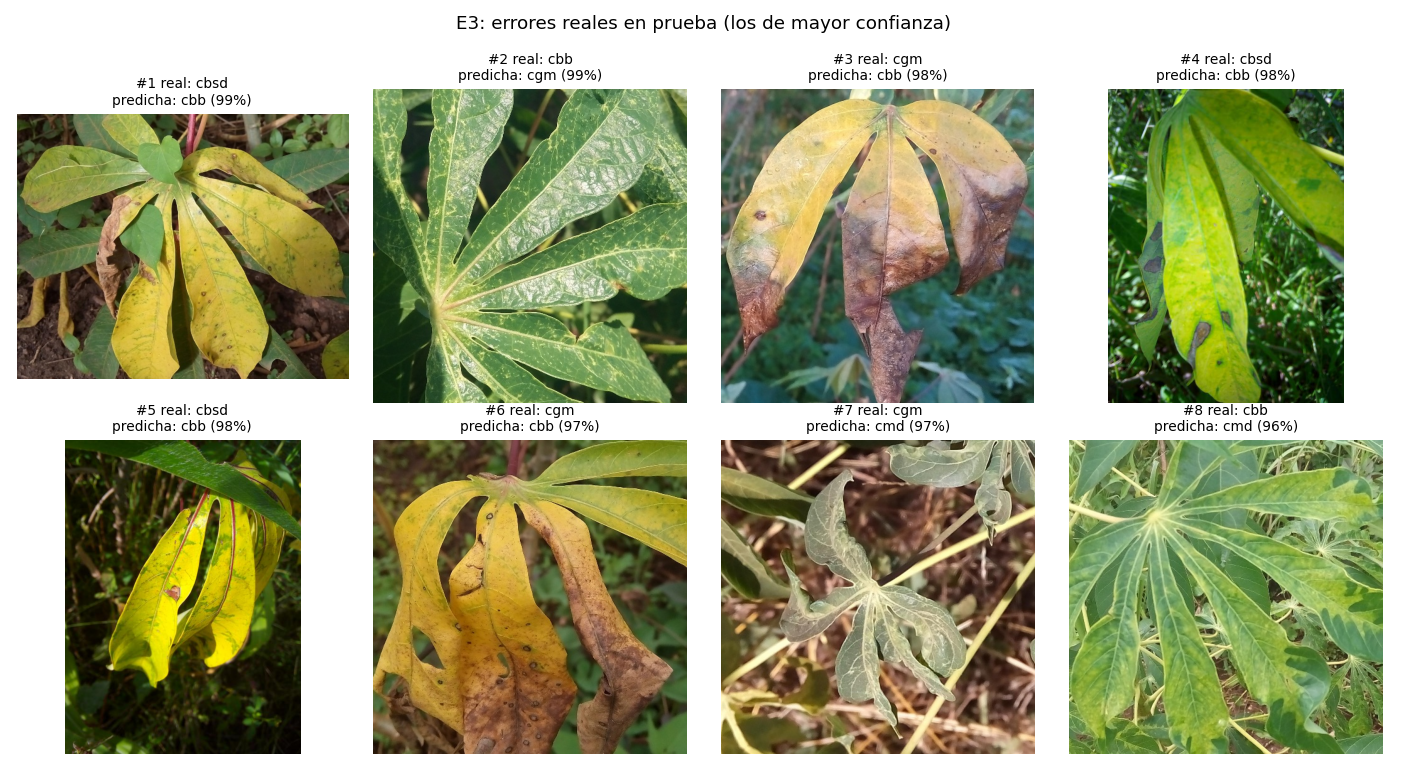 E3: errores reales en prueba (los de mayor confianza)
#1 real: cbsd
predicha: cbb (99%)
#2 real: cbb
predicha: cgm (99%)
#3 real: cgm
predicha: cbb (98%)
#4 real: cbsd
predicha: cbb (98%)
#5 real: cbsd
predicha: cbb (98%)
#6 real: cgm
predicha: cbb (97%)
#7 real: cgm
predicha: cmd (97%)
#8 real: cbb
predicha: cmd (96%)